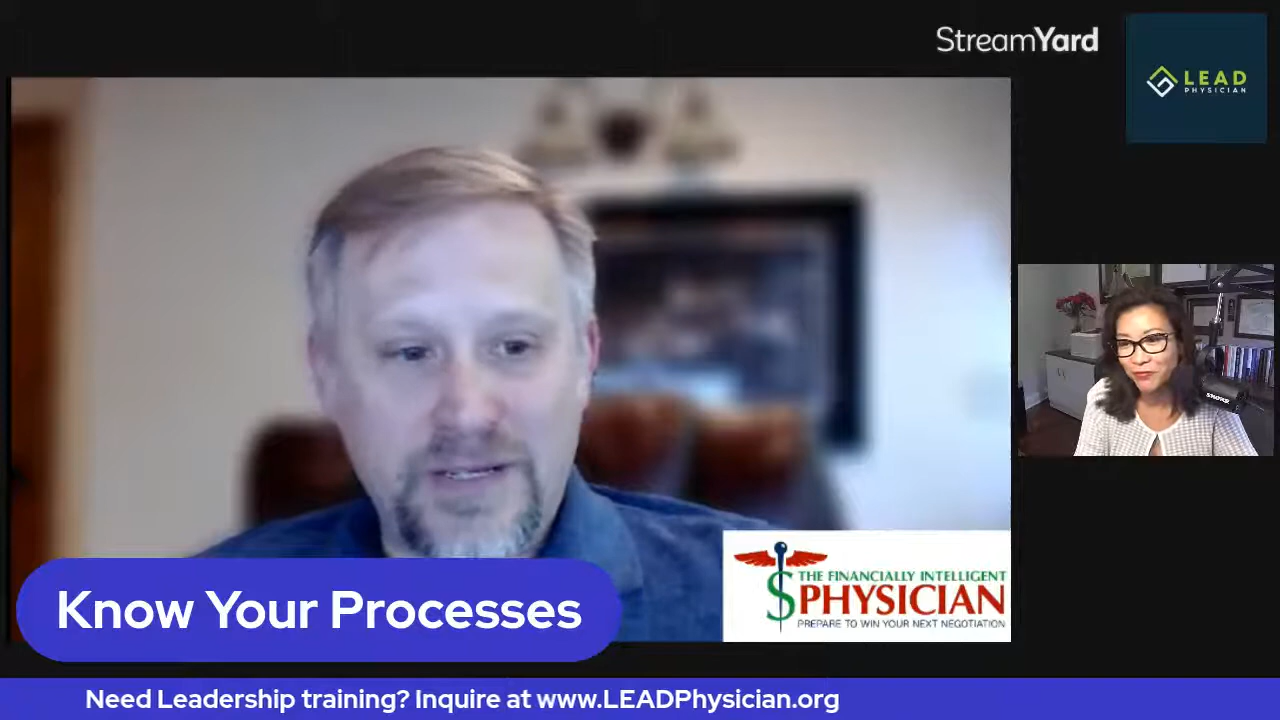 StreamYard
LEAD
PHYSICIAN
THE FINANCIALLY INTELLIGENT
$PHYSICIAN
PREPARE TO WIN YOUR NEXT NEGOTIATION
Know Your Processes
Need Leadership training? Inquire at www.LEADPhysician.org